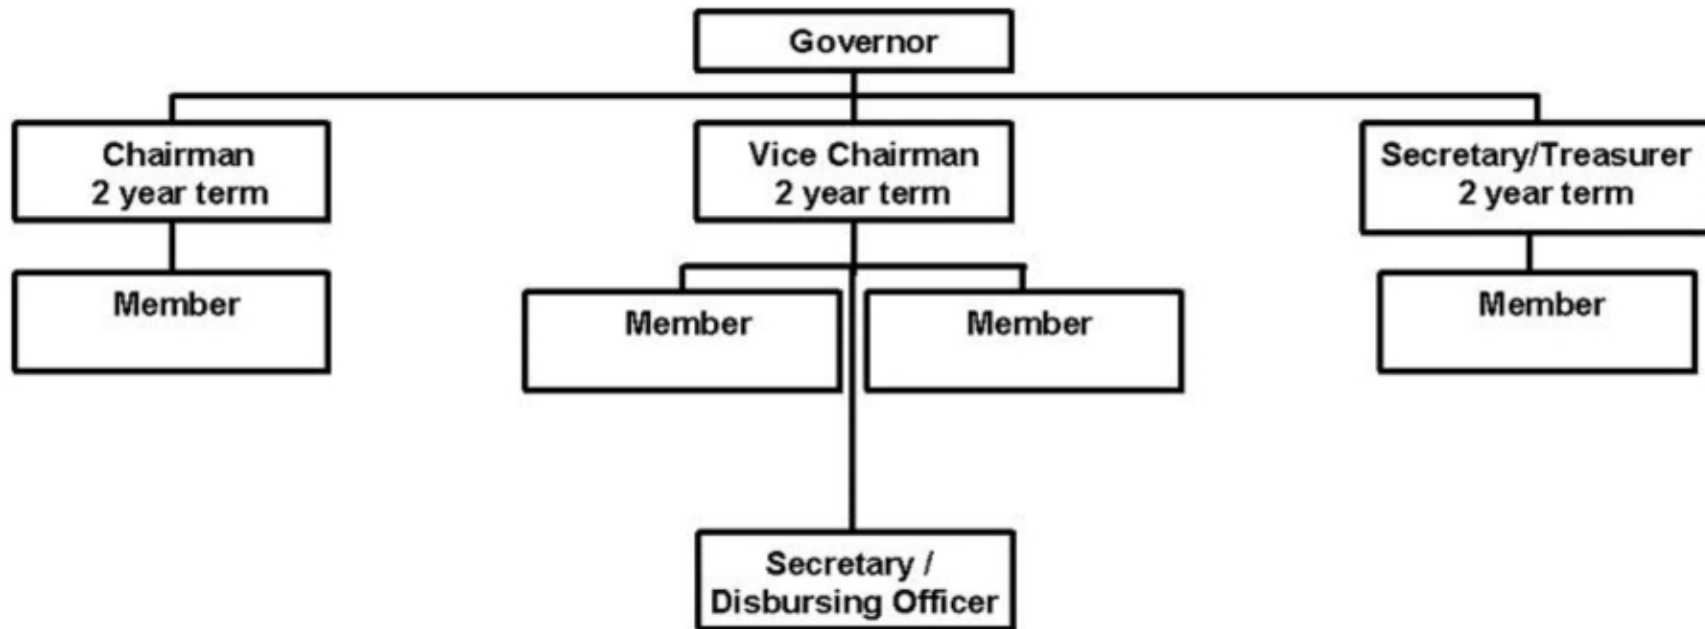 Governor
Chairman
2 year term
Vice Chairman
2 year term
Secretary/Treasurer
2 year term
Member
Member
Member
Member
Secretary /
Disbursing Officer